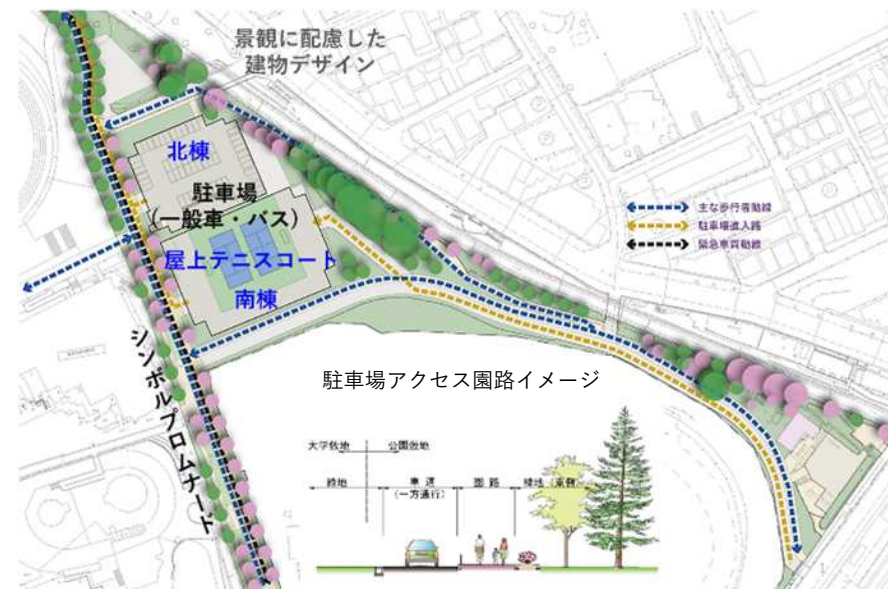 景観に配慮した
建物デザイン
北棟
駐車場
（一般車・バス）
屋上テニスコート
南棟
主な歩行者動線
駐車場進入路
緊急車両動線
シンボルプロムナード
駐車場アクセス園路イメージ
大学敷地
公園敷地
緑地
車道
（一方通行）
園路
緑地（東側）